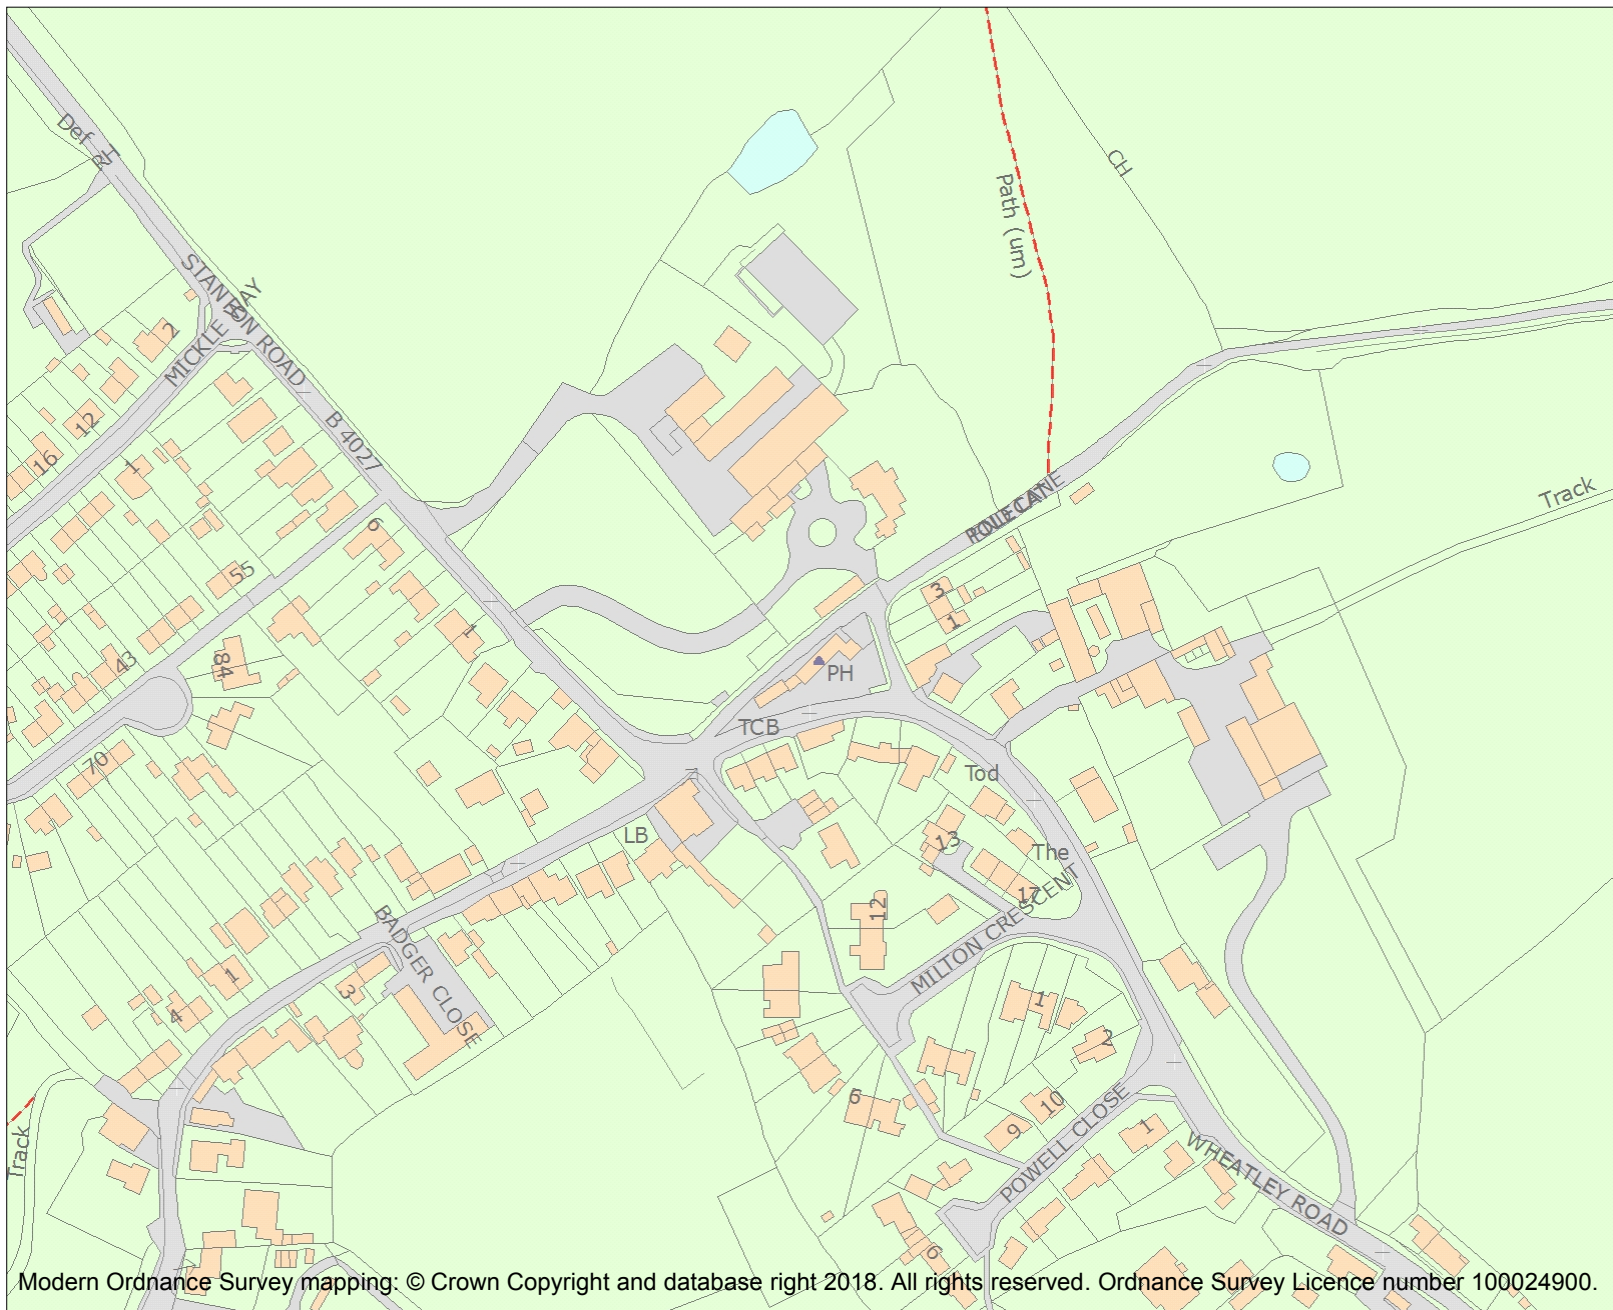 Def
RT
CH
Path (um)
STANTON ROAD
MICKLE WAY
2
B 4027
12
16
1
Track
6
55
3
1
1
43
84
PH
TCB
70
Tod
LB
13
The
17
12
MILTON CRESCENT
BADGER CLOSE
1
3
4
1
2
6
10
9
1
POWELL CLOSE
WHEATLEY ROAD
Track
6
Modern Ordnance Survey mapping: © Crown Copyright and database right 2018. All rights reserved. Ordnance Survey Licence number 100024900.